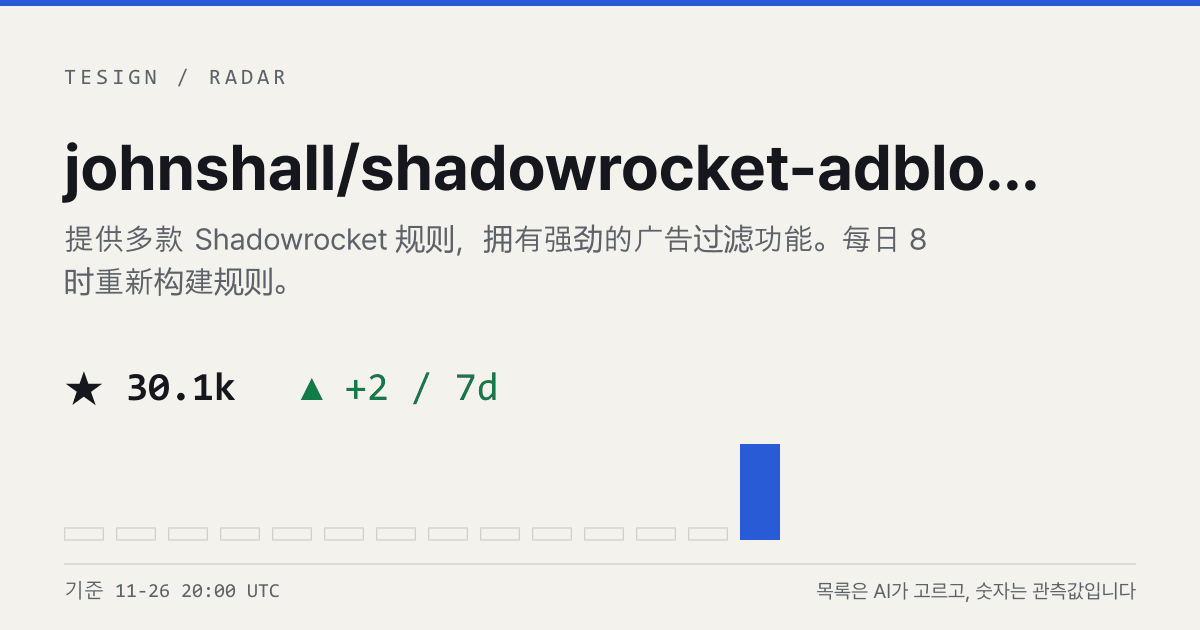 TESIGN / RADAR
johnshall/shadowrocket-adblo...
提供多款 Shadowrocket 规则，拥有强劲的广告过滤功能。每日 8
时重新构建规则。
★ 30.1k ▲ +2 / 7d
기준 11-26 20:00 UTC
목록은 AI가 고르고, 숫자는 관측값입니다